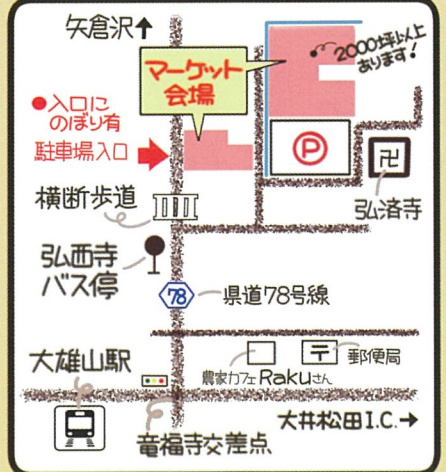 矢倉沢↑
2000坪以上
あります!
マーケット
会場
●入口に
のぼり有
駐車場入口
P
卍
弘済寺
横断歩道
弘西寺
バス停
78
県道78号線
大雄山駅
農家カフェRakuさん
〒
郵便局
大井松田I.C.→
竜福寺交差点